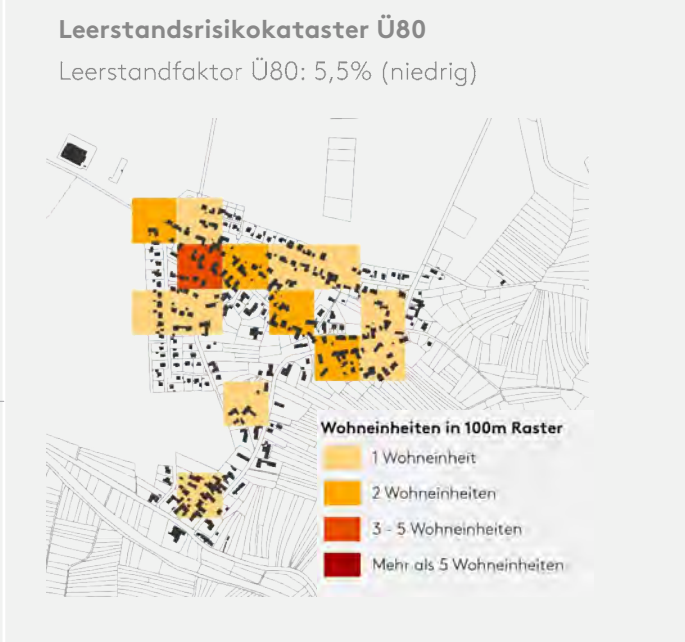 Leerstandsrisikokataster Ü80
Leerstandfaktor Ü80: 5,5% (niedrig)
Wohneinheiten in 100m Raster
1 Wohneinheit
2 Wohneinheiten
3 - 5 Wohneinheiten
Mehr als 5 Wohneinheiten